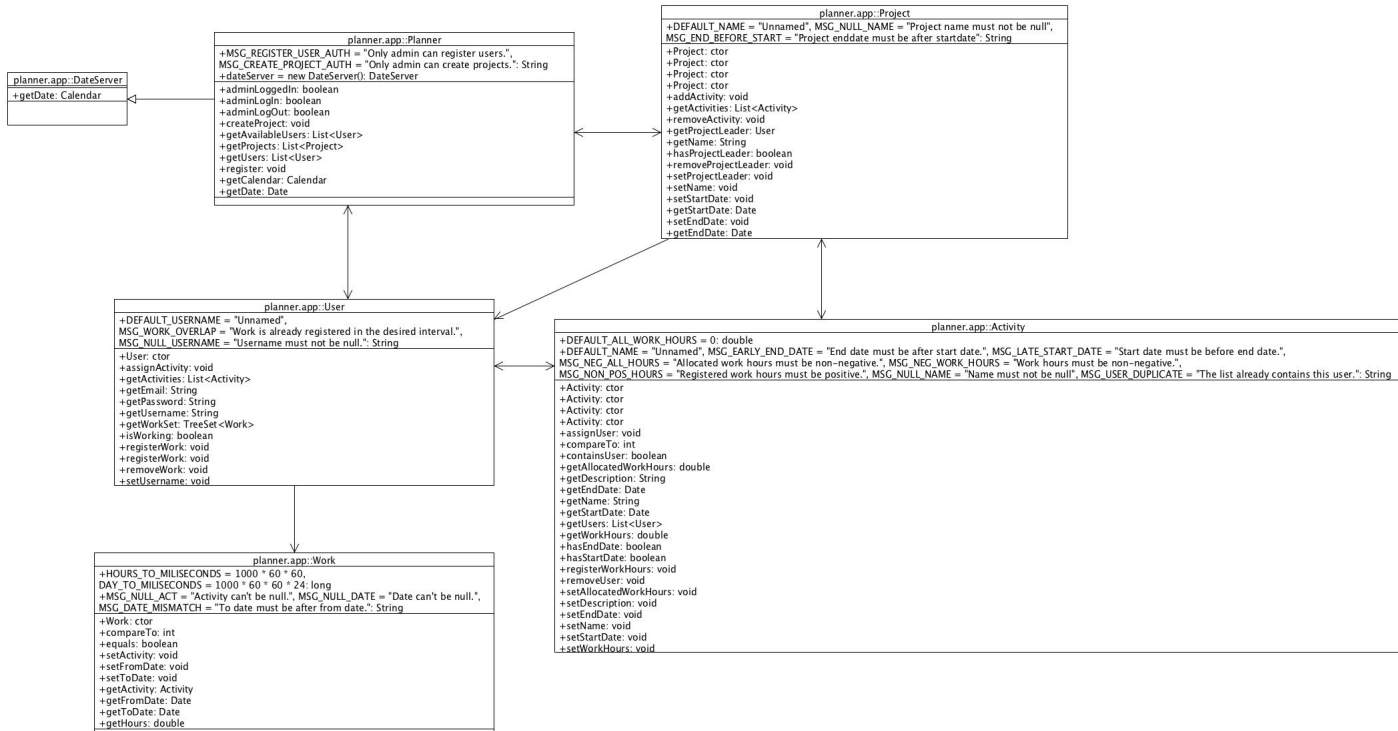 planner.app::DateServer
+getDate: Calendar
planner.app::Planner
+MSG_REGISTER_USER_AUTH = "Only admin can register users.",
MSG_CREATE_PROJECT_AUTH = "Only admin can create projects.": String
+dateServer = new DateServer(): DateServer
+adminLoggedIn: boolean
+adminLogIn: boolean
+adminLogOut: boolean
+createProject: void
+getAvailableUsers: List<User>
+getProjects: List<Project>
+getUsers: List<User>
+register: void
+getCalendar: Calendar
+getDate: Date
planner.app::Project
+DEFAULT_NAME = "Unnamed", MSG_NULL_NAME = "Project name must not be null",
MSG_END_BEFORE_START = "Project enddate must be after startdate": String
+Project: ctor
+Project: ctor
+Project: ctor
+Project: ctor
+addActivity: void
+getActivities: List<Activity>
+removeActivity: void
+getProjectLeader: User
+getName: String
+hasProjectLeader: boolean
+removeProjectLeader: void
+setProjectLeader: void
+setName: void
+setStartDate: void
+getStartDate: Date
+setEndDate: void
+getEndDate: Date
planner.app::User
+DEFAULT_USERNAME = "Unnamed",
MSG_WORK_OVERLAP = "Work is already registered in the desired interval.",
MSG_NULL_USERNAME = "Username must not be null.": String
+User: ctor
+assignActivity: void
+getActivities: List<Activity>
+getEmail: String
+getPassword: String
+getUsername: String
+getWorkSet: TreeSet<Work>
+isWorking: boolean
+registerWork: void
+registerWork: void
+removeWork: void
+setUsername: void
planner.app::Activity
+DEFAULT_ALL_WORK_HOURS = 0: double
+DEFAULT_NAME = "Unnamed", MSG_EARLY_END_DATE = "End date must be after start date.", MSG_LATE_START_DATE = "Start date must be before end date.",
MSG_NEG_ALL_HOURS = "Allocated work hours must be non-negative.", MSG_NEG_WORK_HOURS = "Work hours must be non-negative.",
MSG_NON_POS_HOURS = "Registered work hours must be positive.", MSG_NULL_NAME = "Name must not be null", MSG_USER_DUPLICATE = "The list already contains this user.": String
+Activity: ctor
+Activity: ctor
+Activity: ctor
+Activity: ctor
+assignUser: void
+compareTo: int
+containsUser: boolean
+getAllocatedWorkHours: double
+getDescription: String
+getEndDate: Date
+getName: String
+getStartDate: Date
+getUsers: List<User>
+getWorkHours: double
+hasEndDate: boolean
+hasStartDate: boolean
+registerWorkHours: void
+removeUser: void
+setAllocatedWorkHours: void
+setDescription: void
+setEndDate: void
+setName: void
+setStartDate: void
+setWorkHours: void
planner.app::Work
+HOURS_TO_MILISECONDS = 1000 * 60 * 60,
DAY_TO_MILISECONDS = 1000 * 60 * 60 * 24: long
+MSG_NULL_ACT = "Activity can't be null.", MSG_NULL_DATE = "Date can't be null.",
MSG_DATE_MISMATCH = "To date must be after from date.": String
+Work: ctor
+compareTo: int
+equals: boolean
+setActivity: void
+setFromDate: void
+setToDate: void
+getActivity: Activity
+getFromDate: Date
+getToDate: Date
+getHours: double